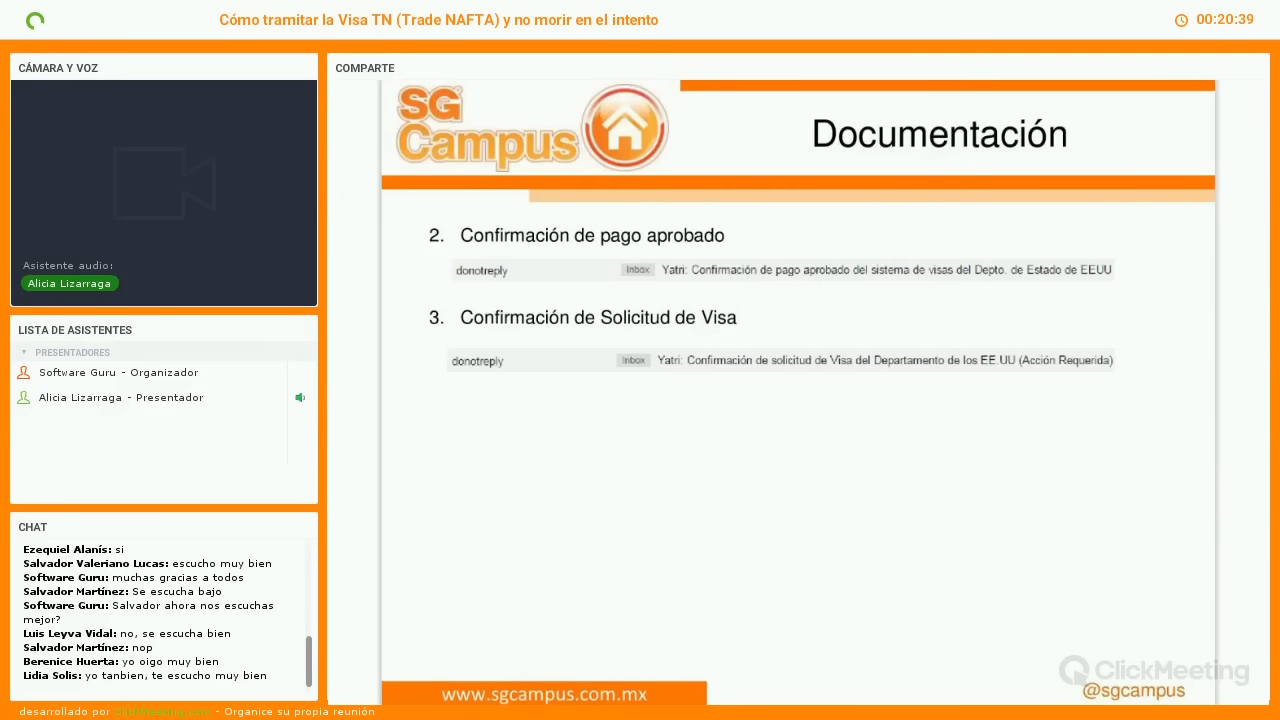 Cómo tramitar la Visa TN (Trade NAFTA) y no morir en el intento
00:20:39
CÁMARA Y VOZ
Asistente audio:
Alicia Lizarraga
LISTA DE ASISTENTES
PRESENTADORES
Software Guru - Organizador
Alicia Lizarraga - Presentador
CHAT
Ezequiel Alanís: si
Salvador Valeriano Lucas: escucho muy bien
Software Guru: muchas gracias a todos
Salvador Martínez: Se escucha bajo
Software Guru: Salvador ahora nos escuchas
mejor?
Luis Leyva Vidal: no, se escucha bien
Salvador Martínez: nop
Berenice Huerta: yo oigo muy bien
Lidia Solis: yo tanbien, te escucho muy bien
COMPARTE
SG
Campus
Documentación
2. Confirmación de pago aprobado
donotreply Inbox Yatri: Confirmación de pago aprobado del sistema de visas del Depto. de Estado de EEUU
3. Confirmación de Solicitud de Visa
donotreply Inbox Yatri: Confirmación de solicitud de Visa del Departamento de los EE.UU (Acción Requerida)
www.sgcampus.com.mx
ClickMeeting
@sgcampus
desarrollado por ClickMeeting.com - Organice su propia reunión